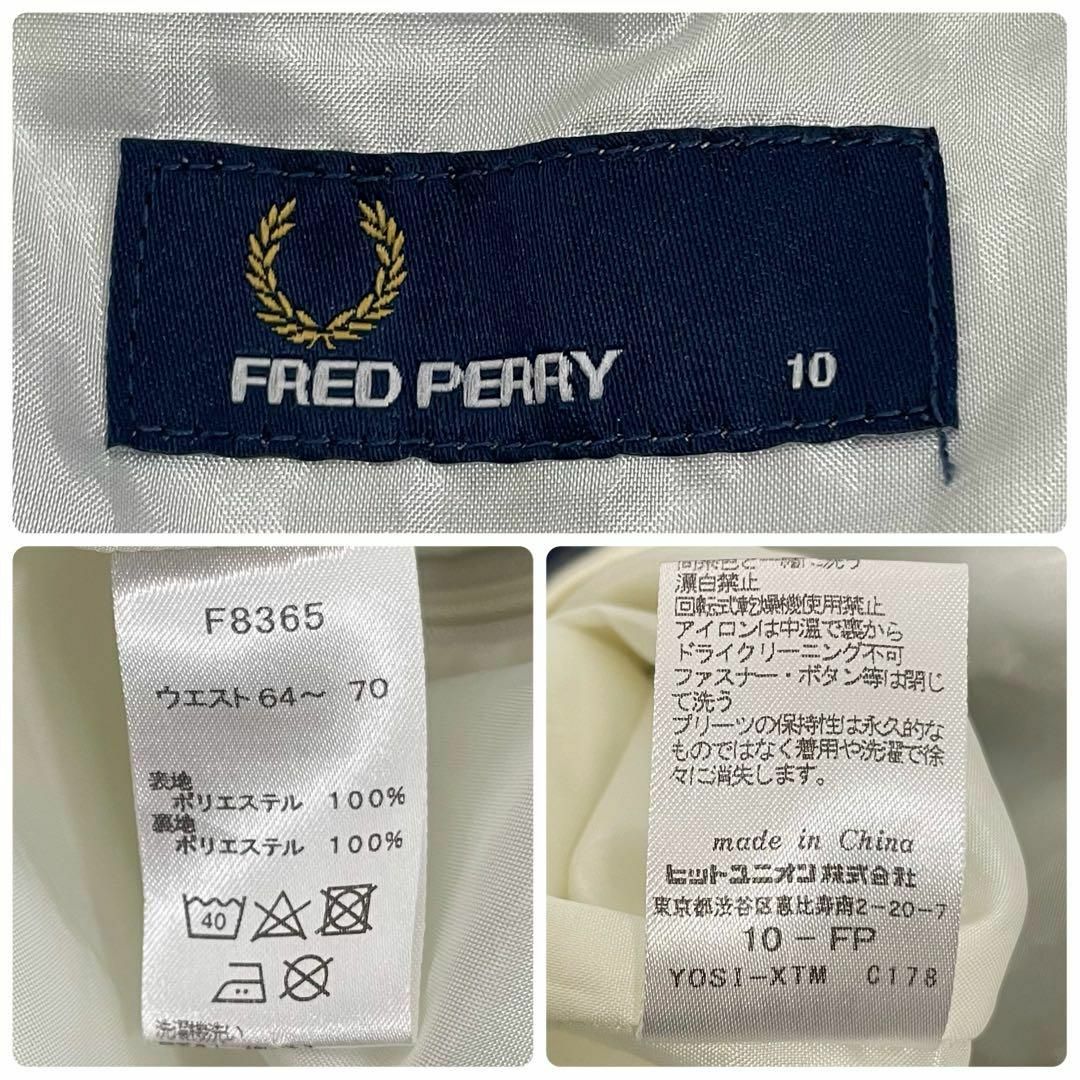 FRED PERRY 10
F8365
ウエスト 64～ 70
表地
ポリエステル 100%
裏地
ポリエステル 100%
40
漂白禁止
回転式乾燥機使用禁止
アイロンは中温で裏から
ドライクリーニング不可
ファスナー・ボタン等は閉じ
て洗う
プリーツの保持性は永久的な
ものではなく着用や洗濯で徐
々に消失します。
made in China
ヒットユニオン株式会社
東京都渋谷区恵比寿南2-20-7
10-FP
YOSI-XTM C178